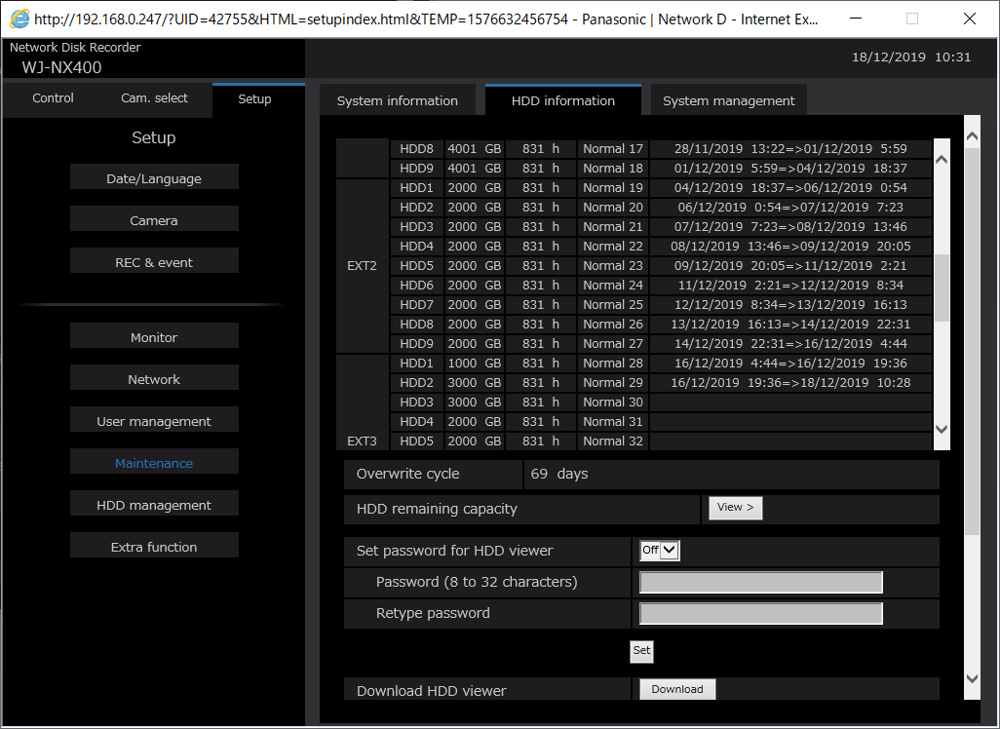 http://192.168.0.247/?UID=42755&HTML=setupindex.html&TEMP=1576632456754 - Panasonic | Network D - Internet Ex...
Network Disk Recorder
WJ-NX400
18/12/2019 10:31
Control Cam. select Setup
System information HDD information System management
Setup
Date/Language
Camera
REC & event
Monitor
Network
User management
Maintenance
HDD management
Extra function
HDD8 4001 GB 831 h Normal 17 28/11/2019 13:22=>01/12/2019 5:59
HDD9 4001 GB 831 h Normal 18 01/12/2019 5:59=>04/12/2019 18:37
HDD1 2000 GB 831 h Normal 19 04/12/2019 18:37=>06/12/2019 0:54
HDD2 2000 GB 831 h Normal 20 06/12/2019 0:54=>07/12/2019 7:23
HDD3 2000 GB 831 h Normal 21 07/12/2019 7:23=>08/12/2019 13:46
HDD4 2000 GB 831 h Normal 22 08/12/2019 13:46=>09/12/2019 20:05
EXT2 HDD5 2000 GB 831 h Normal 23 09/12/2019 20:05=>11/12/2019 2:21
HDD6 2000 GB 831 h Normal 24 11/12/2019 2:21=>12/12/2019 8:34
HDD7 2000 GB 831 h Normal 25 12/12/2019 8:34=>13/12/2019 16:13
HDD8 2000 GB 831 h Normal 26 13/12/2019 16:13=>14/12/2019 22:31
HDD9 2000 GB 831 h Normal 27 14/12/2019 22:31=>16/12/2019 4:44
HDD1 1000 GB 831 h Normal 28 16/12/2019 4:44=>16/12/2019 19:36
HDD2 3000 GB 831 h Normal 29 16/12/2019 19:36=>18/12/2019 10:28
HDD3 3000 GB 831 h Normal 30
HDD4 2000 GB 831 h Normal 31
EXT3 HDD5 2000 GB 831 h Normal 32
Overwrite cycle 69 days
HDD remaining capacity View >
Set password for HDD viewer Off
Password (8 to 32 characters)
Retype password
Set
Download HDD viewer Download